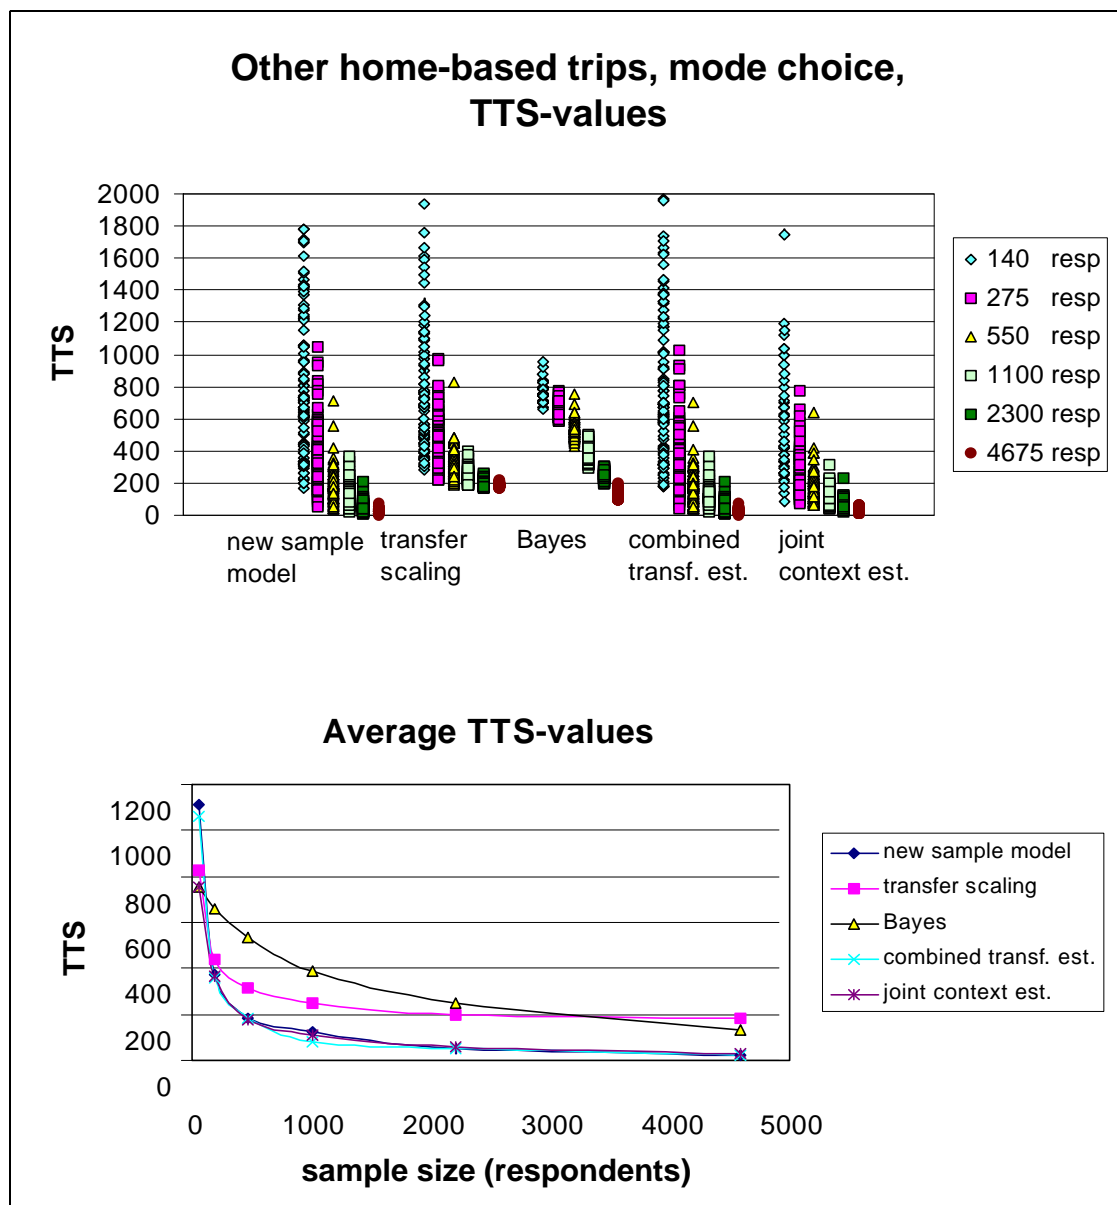 Other home-based trips, mode choice,
TTS-values
TTS
2000
1800
1600
1400
1200
1000
800
600
400
200
0
new sample
model
transfer
scaling
Bayes
combined
transf. est.
joint
context est.
140 resp
275 resp
550 resp
1100 resp
2300 resp
4675 resp
Average TTS-values
TTS
1200
1000
800
600
400
200
0
0 1000 2000 3000 4000 5000
sample size (respondents)
new sample model
transfer scaling
Bayes
combined transf. est.
joint context est.